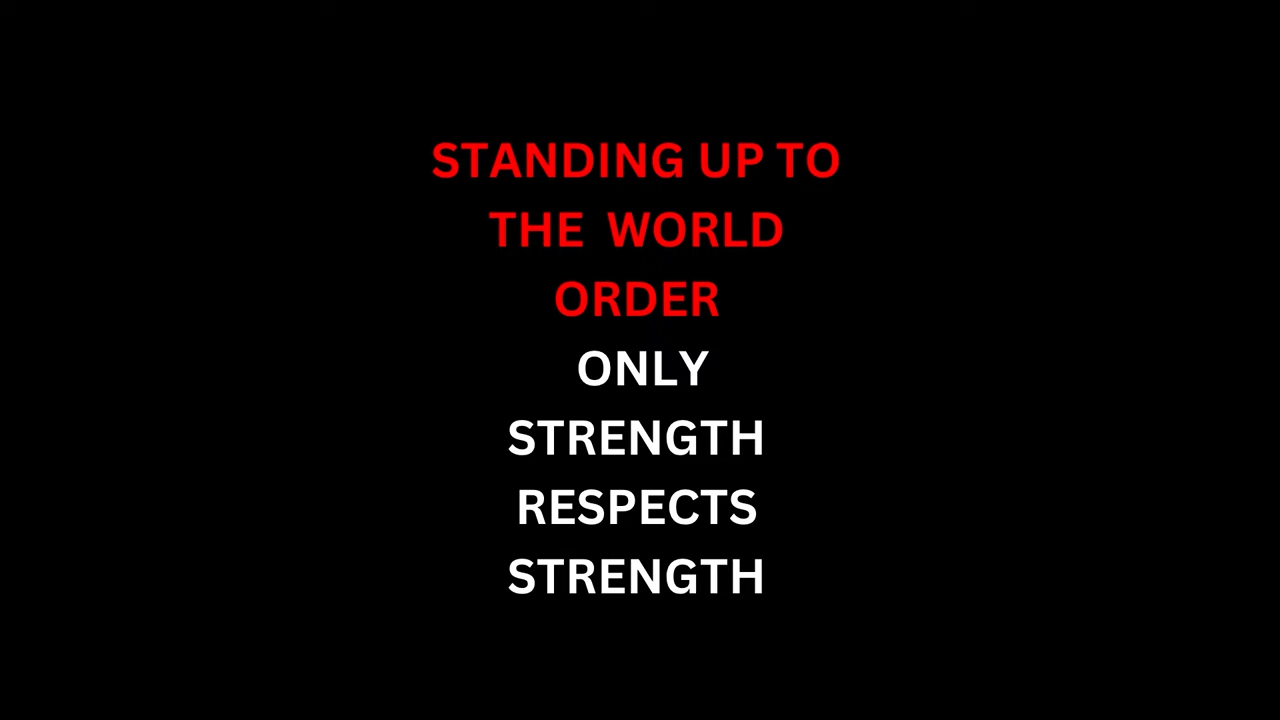 STANDING UP TO
THE  WORLD
ORDER
ONLY
STRENGTH
RESPECTS
STRENGTH